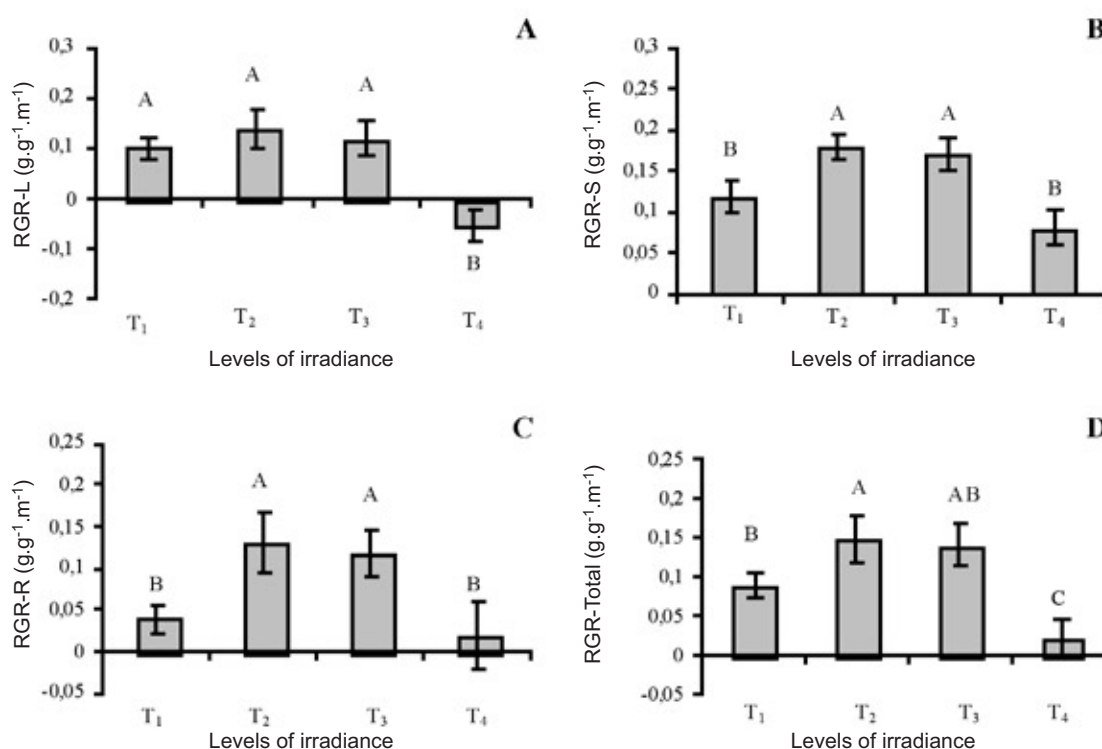 A
RGR-L (g.g⁻¹.m⁻¹)
0,3
0,2
0,1
0
-0,1
-0,2
A
A
A
B
T₁ T₂ T₃ T₄
Levels of irradiance
B
RGR-S (g.g⁻¹.m⁻¹)
0,3
0,25
0,2
0,15
0,1
0,05
0
B
A
A
B
T₁ T₂ T₃ T₄
Levels of irradiance
C
RGR-R (g.g⁻¹.m⁻¹)
0,25
0,2
0,15
0,1
0,05
0
-0,05
B
A
A
B
T₁ T₂ T₃ T₄
Levels of irradiance
D
RGR-Total (g.g⁻¹.m⁻¹)
0,25
0,2
0,15
0,1
0,05
0
-0,05
B
A
AB
C
T₁ T₂ T₃ T₄
Levels of irradiance